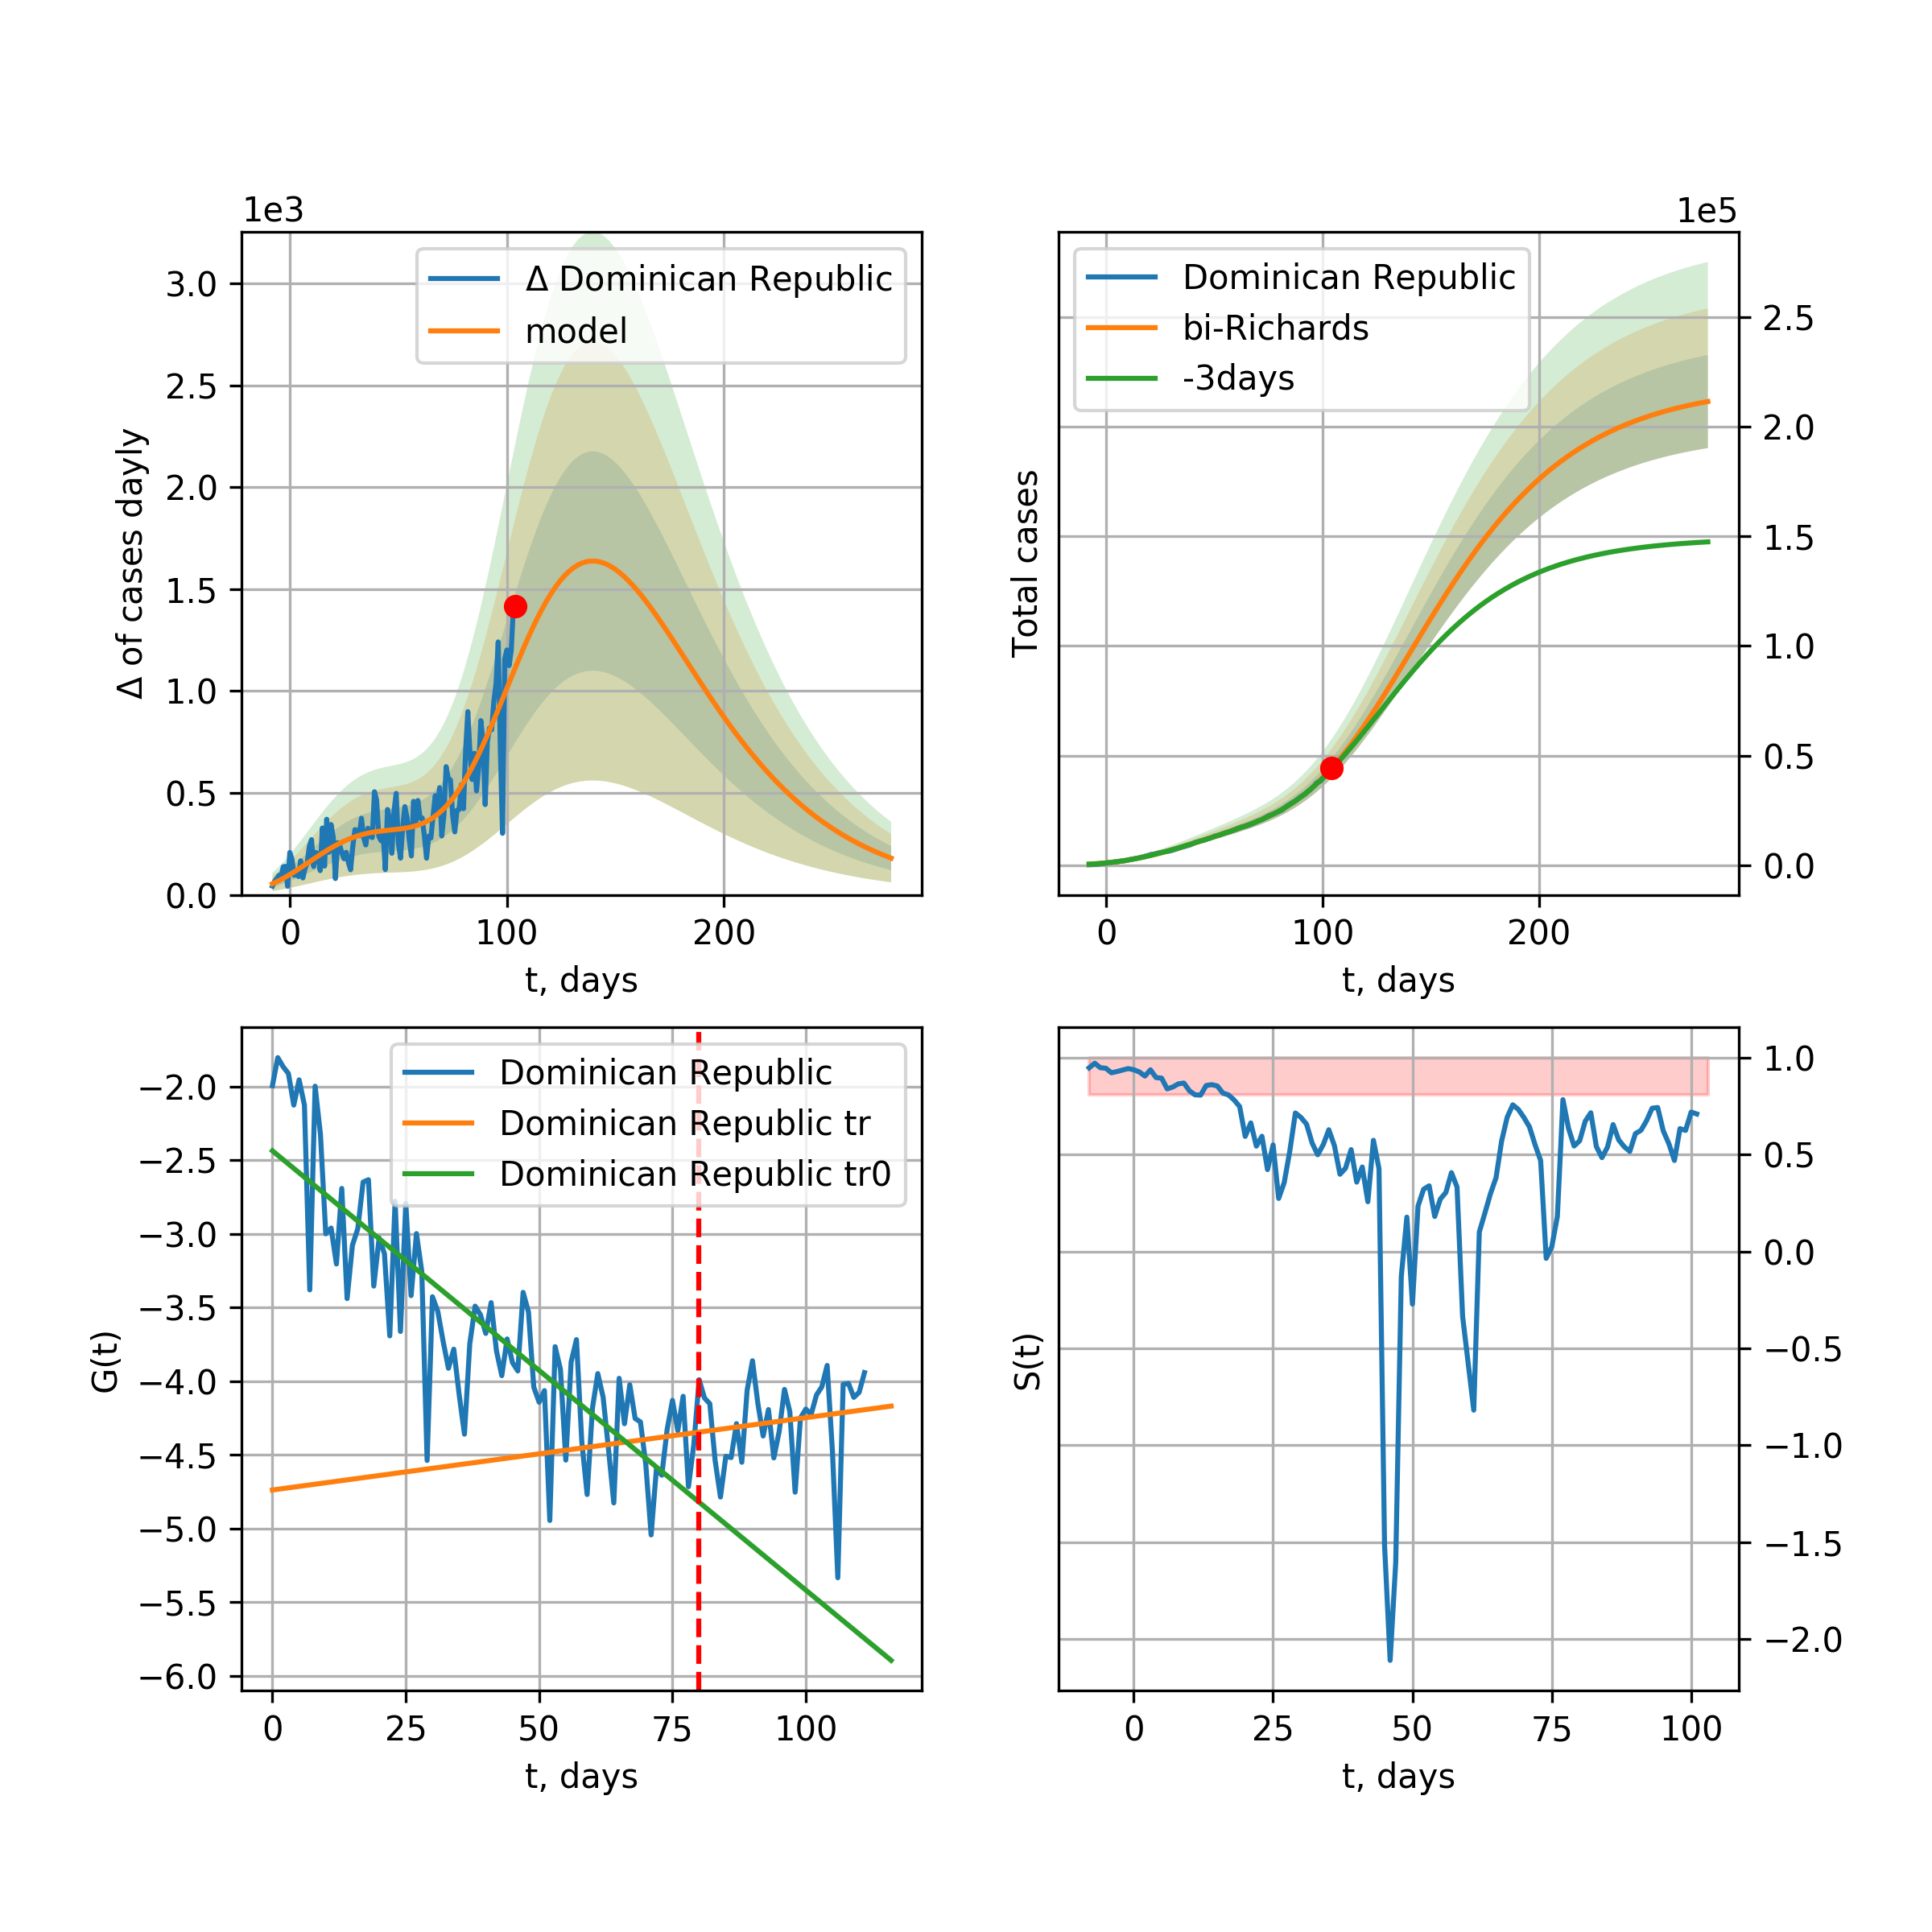 1e3
Δ Dominican Republic
model
3.0
2.5
2.0
1.5
1.0
0.5
0.0
Δ of cases dayly
0 100 200
t, days
1e5
Dominican Republic
bi-Richards
-3days
2.5
2.0
1.5
1.0
0.5
0.0
Total cases
0 100 200
t, days
Dominican Republic
Dominican Republic tr
Dominican Republic tr0
−2.0
−2.5
−3.0
−3.5
−4.0
−4.5
−5.0
−5.5
−6.0
G(t)
0 25 50 75 100
t, days
1.0
0.5
0.0
−0.5
−1.0
−1.5
−2.0
S(t)
0 25 50 75 100
t, days